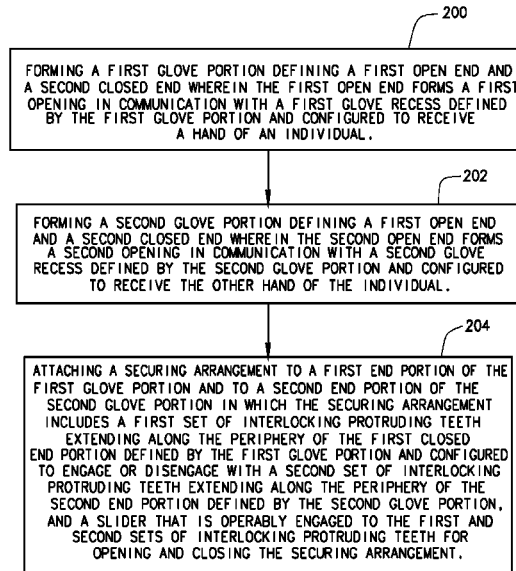 200
FORMING A FIRST GLOVE PORTION DEFINING A FIRST OPEN END AND
A SECOND CLOSED END WHEREIN THE FIRST OPEN END FORMS A FIRST
OPENING IN COMMUNICATION WITH A FIRST GLOVE RECESS DEFINED
BY THE FIRST GLOVE PORTION AND CONFIGURED TO RECEIVE
A HAND OF AN INDIVIDUAL.
202
FORMING A SECOND GLOVE PORTION DEFINING A FIRST OPEN END
AND A SECOND CLOSED END WHEREIN THE SECOND OPEN END FORMS
A SECOND OPENING IN COMMUNICATION WITH A SECOND GLOVE
RECESS DEFINED BY THE SECOND GLOVE PORTION AND CONFIGURED
TO RECEIVE THE OTHER HAND OF THE INDIVIDUAL.
204
ATTACHING A SECURING ARRANGEMENT TO A FIRST END PORTION OF THE
FIRST GLOVE PORTION AND TO A SECOND END PORTION OF THE
SECOND GLOVE PORTION IN WHICH THE SECURING ARRANGEMENT
INCLUDES A FIRST SET OF INTERLOCKING PROTRUDING TEETH
EXTENDING ALONG THE PERIPHERY OF THE FIRST CLOSED
END PORTION DEFINED BY THE FIRST GLOVE PORTION AND CONFIGURED
TO ENGAGE OR DISENGAGE WITH A SECOND SET OF INTERLOCKING
PROTRUDING TEETH EXTENDING ALONG THE PERIPHERY OF THE
SECOND END PORTION DEFINED BY THE SECOND GLOVE PORTION,
AND A SLIDER THAT IS OPERABLY ENGAGED TO THE FIRST AND
SECOND SETS OF INTERLOCKING PROTRUDING TEETH FOR
OPENING AND CLOSING THE SECURING ARRANGEMENT.